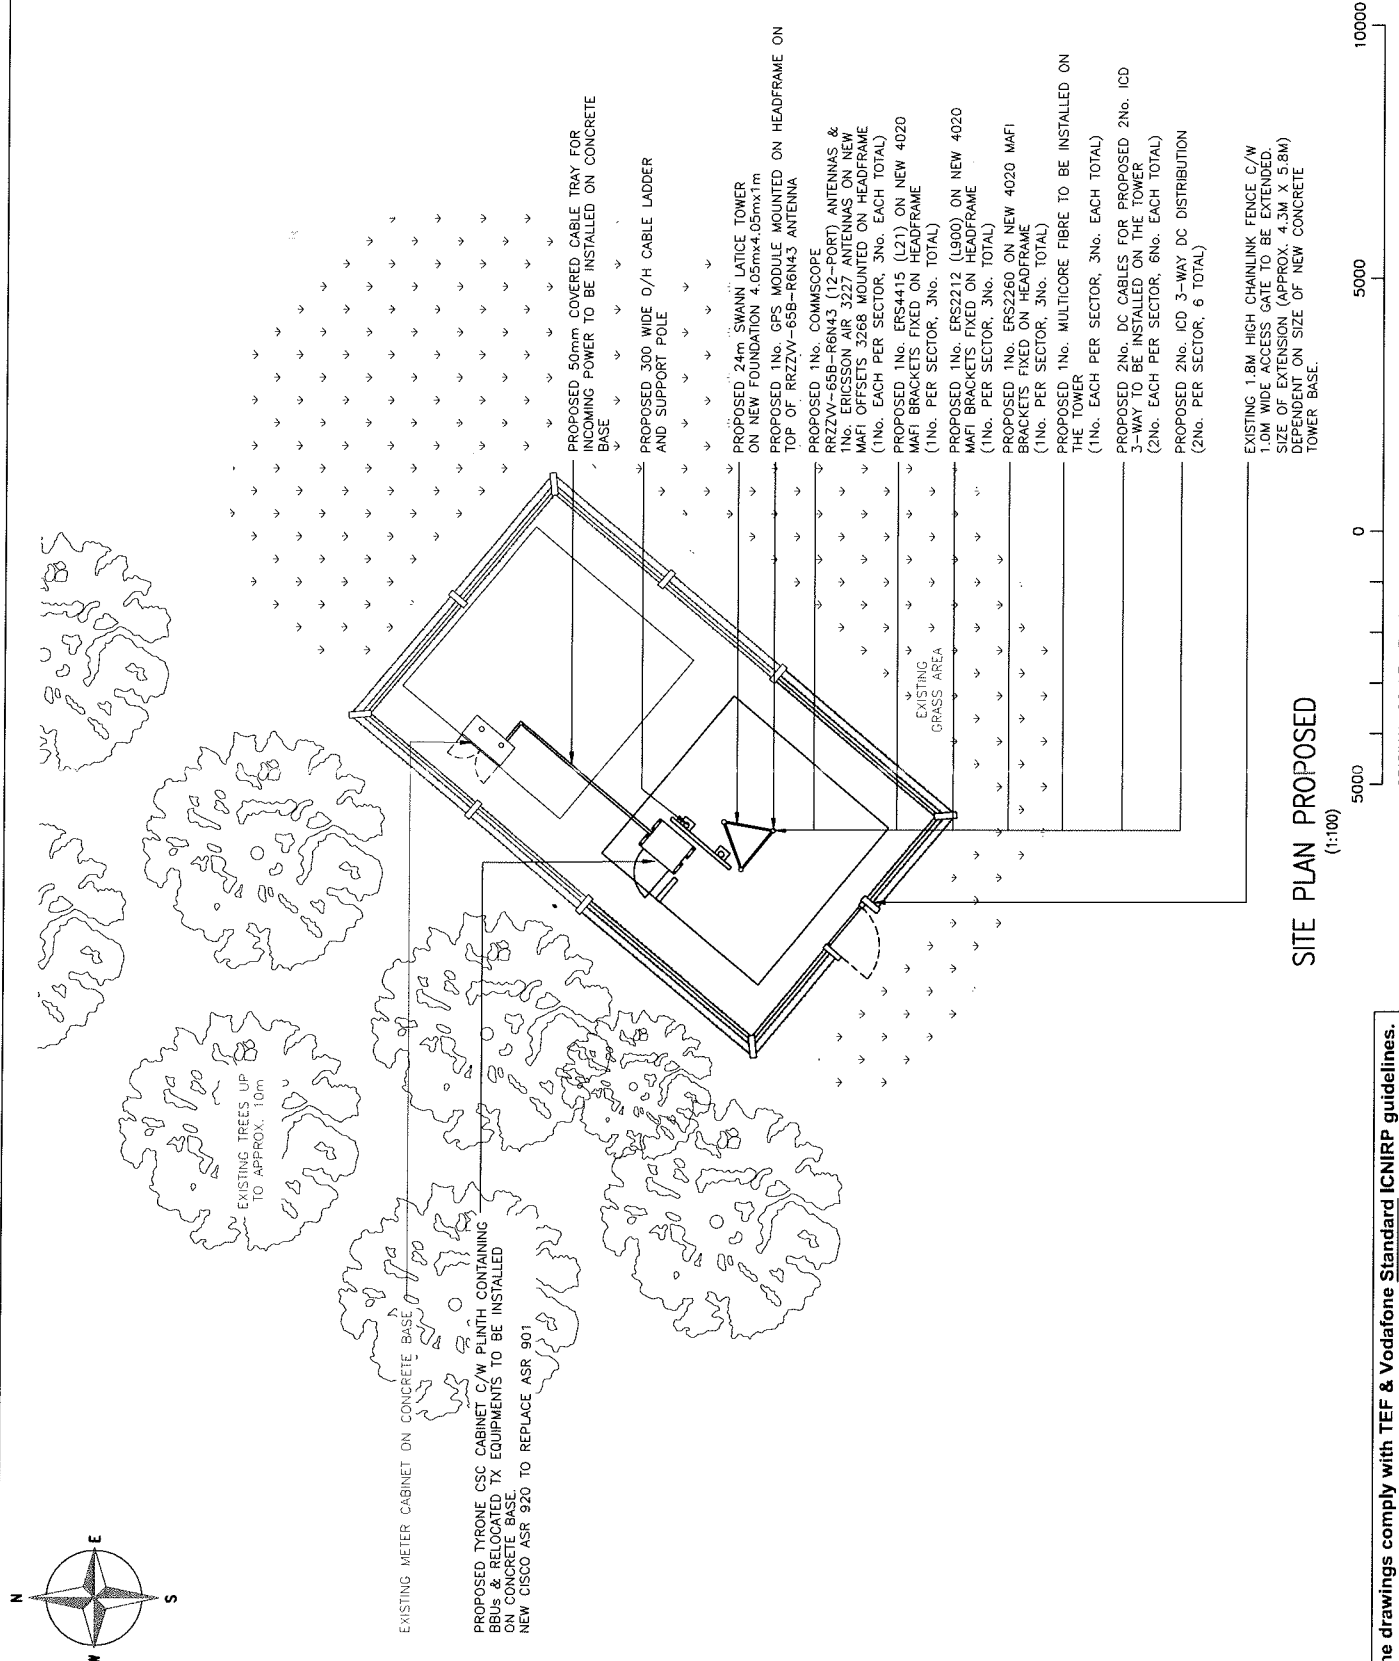 N
E
S
W
EXISTING TREES UP
TO APPROX. 10m
EXISTING METER CABINET ON CONCRETE BASE
PROPOSED TYRONE CSC CABINET C/W PLINTH CONTAINING
BBUs & RELOCATED TX EQUIPMENTS TO BE INSTALLED
ON CONCRETE BASE.
NEW CISCO ASR 920 TO REPLACE ASR 901
PROPOSED 50mm COVERED CABLE TRAY FOR
INCOMING POWER TO BE INSTALLED ON CONCRETE
BASE
PROPOSED 300 WIDE O/H CABLE LADDER
AND SUPPORT POLE
PROPOSED 24m SWANN LATICE TOWER
ON NEW FOUNDATION 4.05mx4.05mx1m
PROPOSED 1No. GPS MODULE MOUNTED ON HEADFRAME ON
TOP OF RRZZVV-65B-R6N43 ANTENNA
PROPOSED 1No. COMMSCOPE
RRZZVV-65B-R6N43 (12-PORT) ANTENNAS &
1No. ERICSSON AIR 3227 ANTENNAS ON NEW
MAFI OFFSETS 3268 MOUNTED ON HEADFRAME
(1No. EACH PER SECTOR, 3No. EACH TOTAL)
PROPOSED 1No. ERS4415 (L21) ON NEW 4020
MAFI BRACKETS FIXED ON HEADFRAME
(1No. PER SECTOR, 3No. TOTAL)
PROPOSED 1No. ERS2212 (L900) ON NEW 4020
MAFI BRACKETS FIXED ON HEADFRAME
(1No. PER SECTOR, 3No. TOTAL)
PROPOSED 1No. ERS2260 ON NEW 4020 MAFI
BRACKETS FIXED ON HEADFRAME
(1No. PER SECTOR, 3No. TOTAL)
PROPOSED 1No. MULTICORE FIBRE TO BE INSTALLED ON
THE TOWER
(1No. EACH PER SECTOR, 3No. EACH TOTAL)
PROPOSED 2No. DC CABLES FOR PROPOSED 2No. ICD
3-WAY TO BE INSTALLED ON THE TOWER
(2No. EACH PER SECTOR, 6No. EACH TOTAL)
PROPOSED 2No. ICD 3-WAY DC DISTRIBUTION
(2No. PER SECTOR, 6 TOTAL)
EXISTING
GRASS AREA
EXISTING 1.8M HIGH CHAINLINK FENCE C/W
1.0M WIDE ACCESS GATE TO BE EXTENDED.
SIZE OF EXTENSION (APPROX. 4.3M X 5.8M)
DEPENDENT ON SIZE OF NEW CONCRETE
TOWER BASE.
SITE PLAN PROPOSED
(1:100)
5000 0 5000 10000
he drawings comply with TEF & Vodafone Standard ICNIRP guidelines.